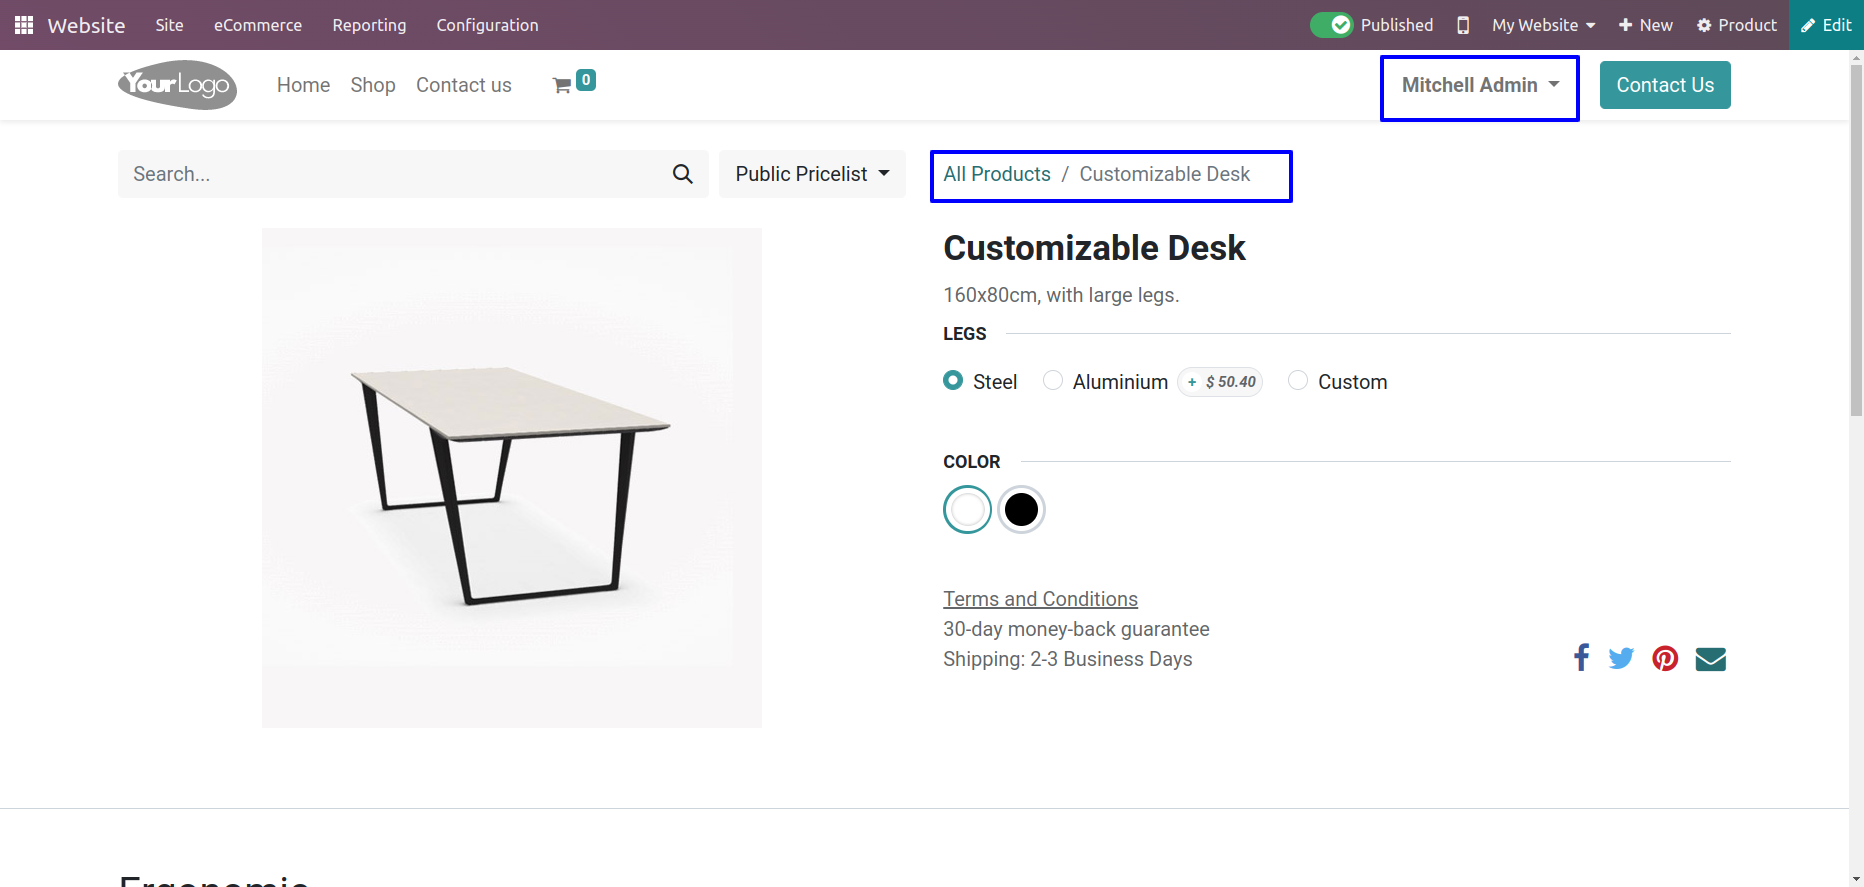 Website Site eCommerce Reporting Configuration Published My Website New Product Edit
YourLogo Home Shop Contact us 0 Mitchell Admin Contact Us
Search... Public Pricelist All Products / Customizable Desk
Customizable Desk
160x80cm, with large legs.
LEGS
Steel Aluminium + $ 50.40 Custom
COLOR
Terms and Conditions
30-day money-back guarantee
Shipping: 2-3 Business Days
Ergonomic